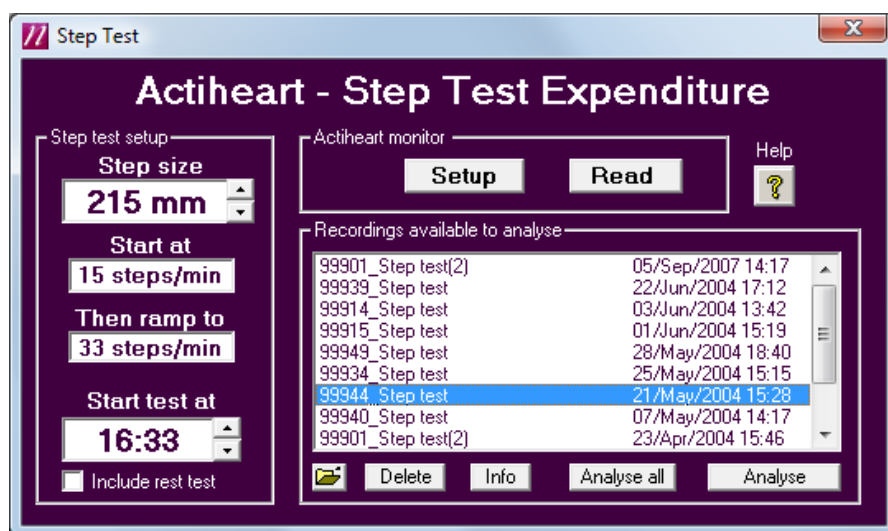 Step Test
Actiheart - Step Test Expenditure
Step test setup
Step size
215 mm
Start at
15 steps/min
Then ramp to
33 steps/min
Start test at
16:33
Include rest test
Actiheart monitor
Setup Read
Help
?
Recordings available to analyse
99901_Step test(2) 05/Sep/2007 14:17
99939_Step test 22/Jun/2004 17:12
99914_Step test 03/Jun/2004 13:42
99915_Step test 01/Jun/2004 15:19
99949_Step test 28/May/2004 18:40
99934_Step test 25/May/2004 15:15
99944_Step test 21/May/2004 15:28
99940_Step test 07/May/2004 14:17
99901_Step test(2) 23/Apr/2004 15:46
Delete Info Analyse all Analyse